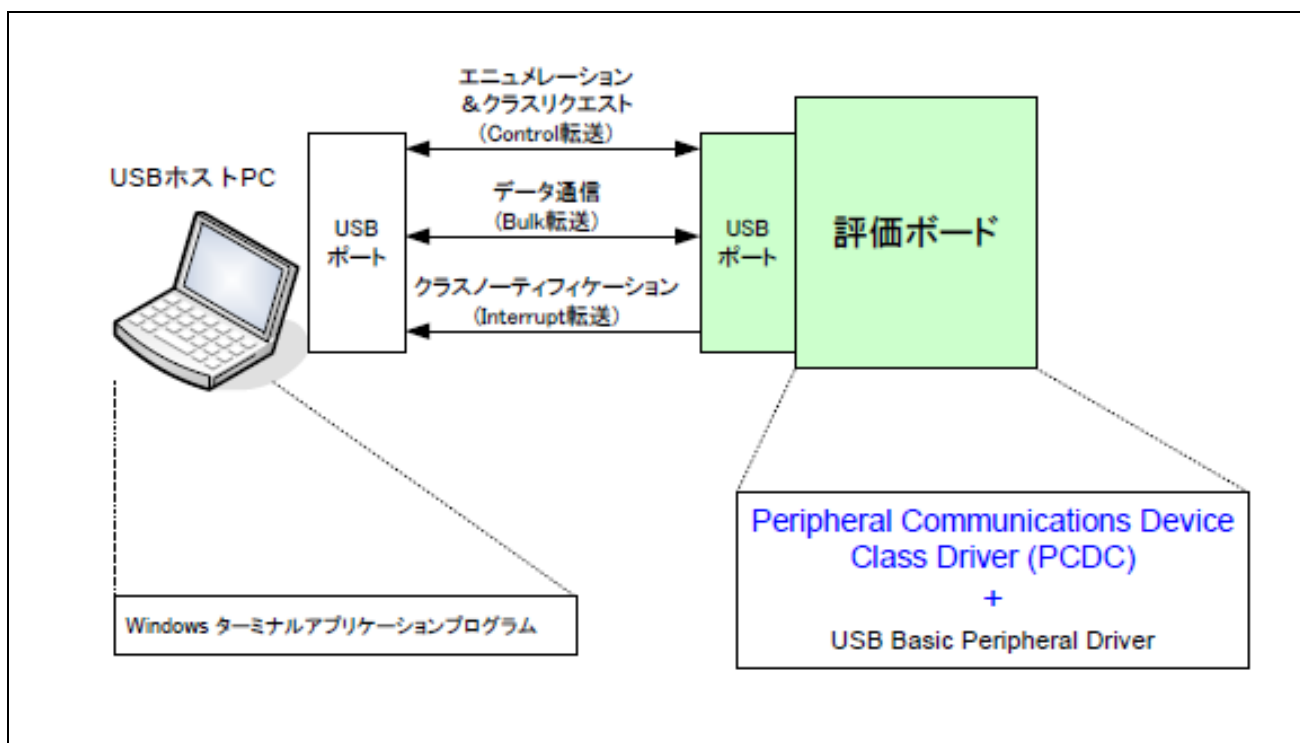 エニュメレーション
＆クラスリクエスト
(Control転送)
USBホストPC
データ通信
(Bulk転送)
USB
ポート
USB
ポート
評価ボード
クラスノーティフィケーション
(Interrupt転送)
Peripheral Communications Device
Class Driver (PCDC)
+
USB Basic Peripheral Driver
Windows ターミナルアプリケーションプログラム